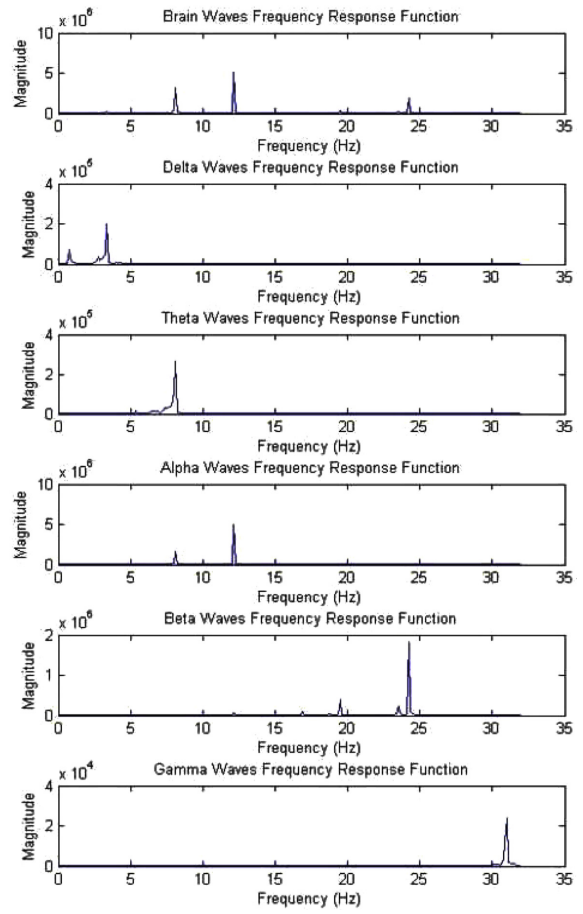 Brain Waves Frequency Response Function
x 10^6
10
5
0
Magnitude
0 5 10 15 20 25 30 35
Frequency (Hz)
Delta Waves Frequency Response Function
x 10^5
4
2
0
Magnitude
0 5 10 15 20 25 30 35
Frequency (Hz)
Theta Waves Frequency Response Function
x 10^5
4
2
0
Magnitude
0 5 10 15 20 25 30 35
Frequency (Hz)
Alpha Waves Frequency Response Function
x 10^6
10
5
0
Magnitude
0 5 10 15 20 25 30 35
Frequency (Hz)
Beta Waves Frequency Response Function
x 10^6
2
1
0
Magnitude
0 5 10 15 20 25 30 35
Frequency (Hz)
Gamma Waves Frequency Response Function
x 10^4
4
2
0
Magnitude
0 5 10 15 20 25 30 35
Frequency (Hz)